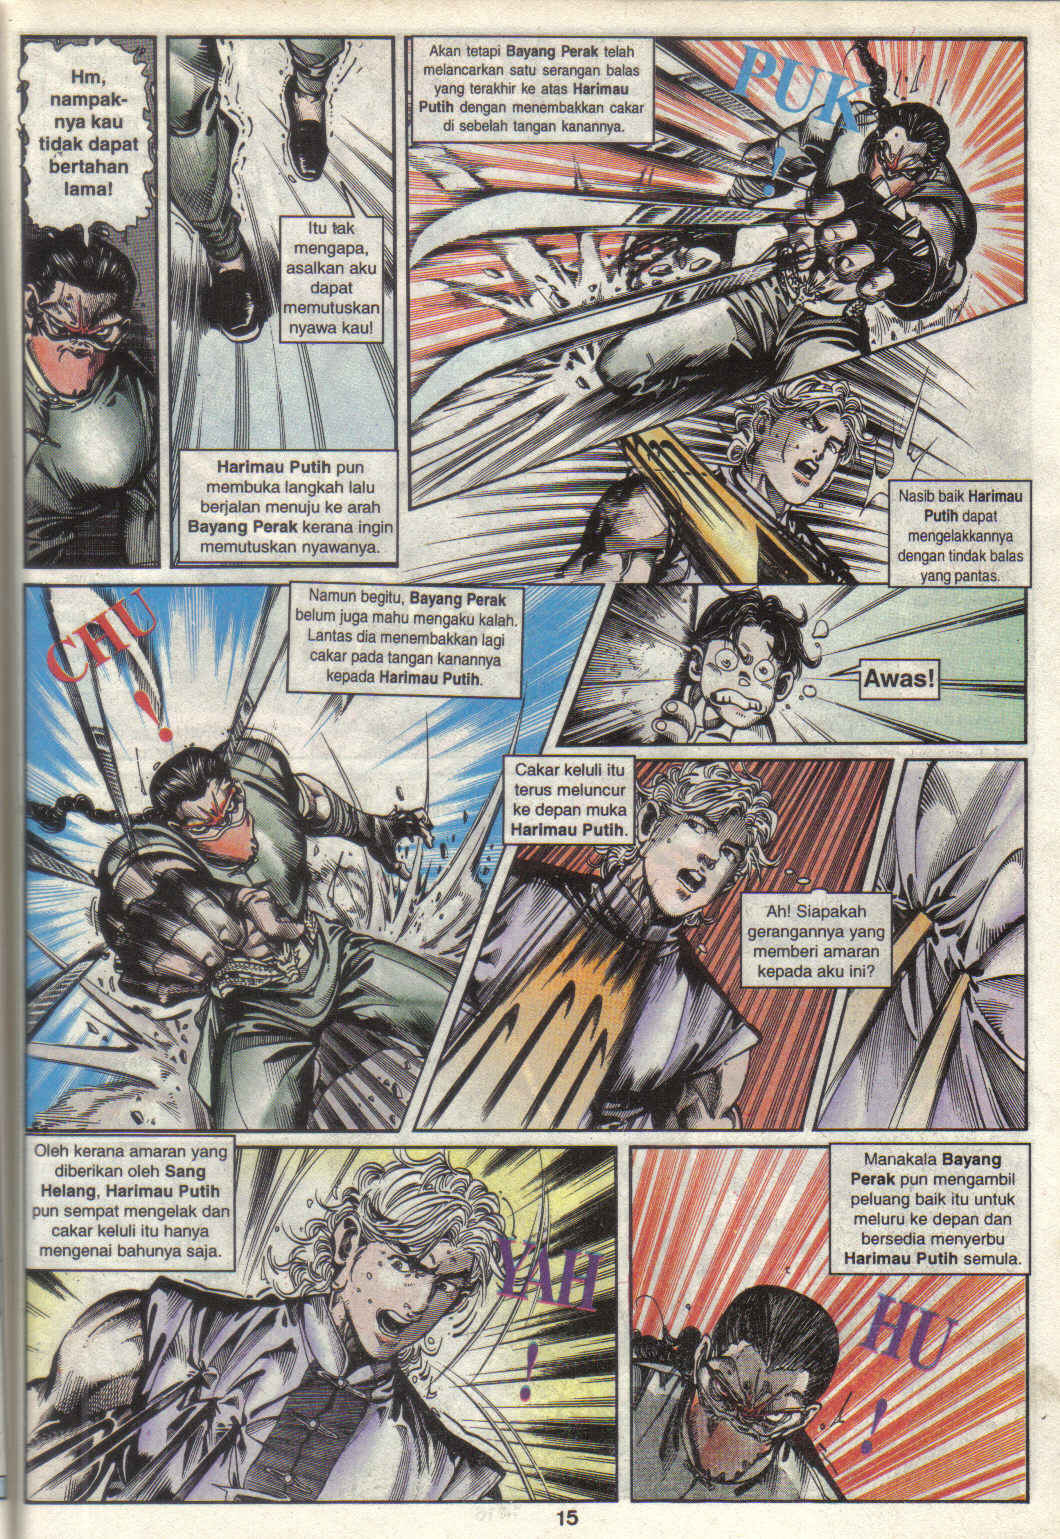 Hm,
nampak-
nya kau
tidak dapat
bertahan
lama!
Itu tak
mengapa,
asalkan aku
dapat
memutuskan
nyawa kau!
Harimau Putih pun
membuka langkah lalu
berjalan menuju ke arah
Bayang Perak kerana ingin
memutuskan nyawanya.
Akan tetapi Bayang Perak telah
melancarkan satu serangan balas
yang terakhir ke atas Harimau
Putih dengan menembakkan cakar
di sebelah tangan kanannya.
PUK
!
Nasib baik Harimau
Putih dapat
mengelakkannya
dengan tindak balas
yang pantas.
CHU
!
Namun begitu, Bayang Perak
belum juga mahu mengaku kalah.
Lantas dia menembakkan lagi
cakar pada tangan kanannya
kepada Harimau Putih.
Awas!
Cakar keluli itu
terus meluncur
ke depan muka
Harimau Putih.
Ah! Siapakah
gerangannya yang
memberi amaran
kepada aku ini?
Oleh kerana amaran yang
diberikan oleh Sang
Helang, Harimau Putih
pun sempat mengelak dan
cakar keluli itu hanya
mengenai bahunya saja.
YAH
!
Manakala Bayang
Perak pun mengambil
peluang baik itu untuk
meluru ke depan dan
bersedia menyerbu
Harimau Putih semula.
HU
!
15